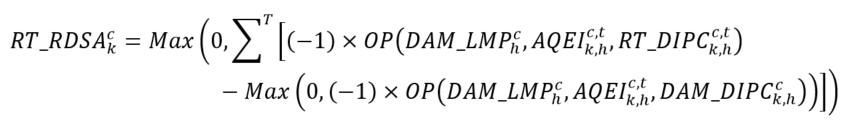 RT_RDSA_k^c = Max(0, ∑^T [(−1) × OP(DAM_LMP_h^c, AQEI_{k,h}^{c,t}, RT_DIPC_{k,h}^{c,t})
− Max(0, (−1) × OP(DAM_LMP_h^c, AQEI_{k,h}^{c,t}, DAM_DIPC_{k,h}^c))])